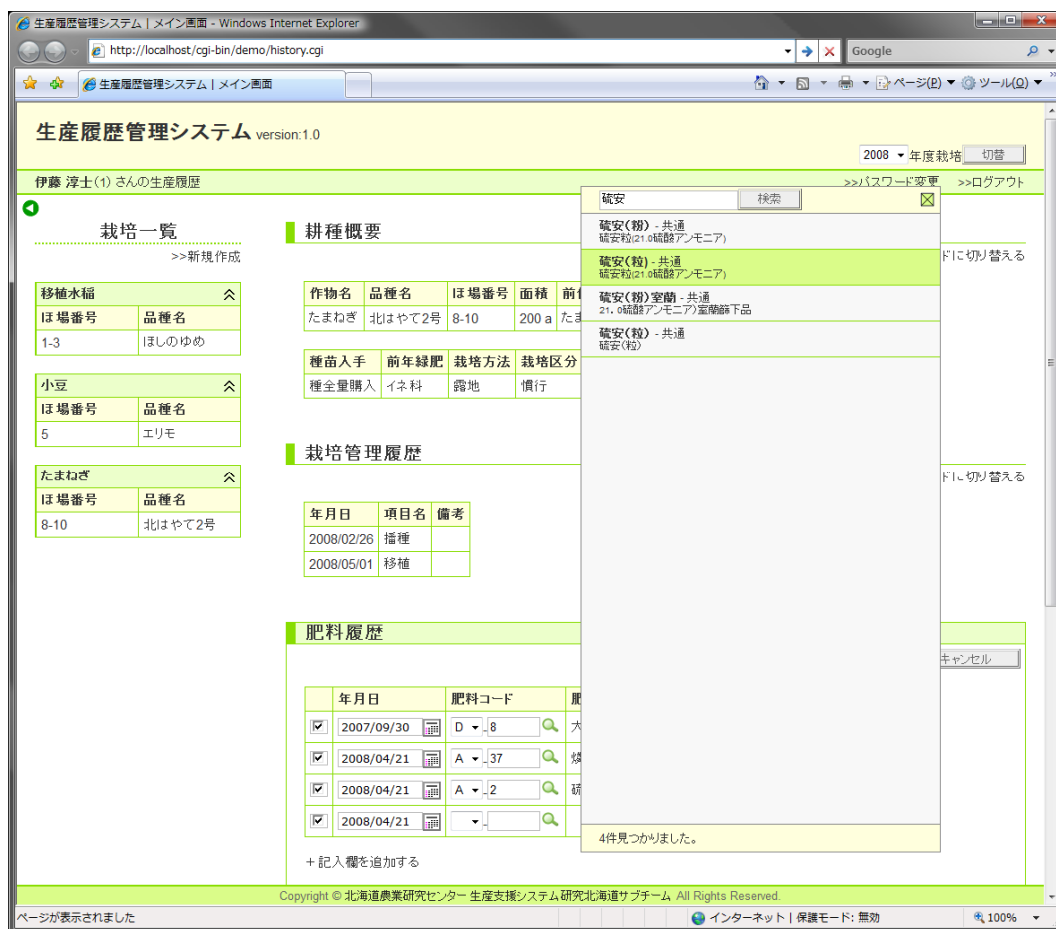 生産履歴管理システム | メイン画面 - Windows Internet Explorer
http://localhost/cgi-bin/demo/history.cgi
Google
生産履歴管理システム | メイン画面
ページ(P) ツール(O)
生産履歴管理システム version:1.0
2008 年度栽培 切替
伊藤 淳士(1) さんの生産履歴
>>パスワード変更 >>ログアウト
栽培一覧
>>新規作成
移植水稲
ほ場番号 品種名
1-3 ほしのゆめ
小豆
ほ場番号 品種名
5 エリモ
たまねぎ
ほ場番号 品種名
8-10 北はやて2号
耕種概要
ドに切り替える
作物名 品種名 ほ場番号 面積 前
たまねぎ 北はやて2号 8-10 200 a たま
種苗入手 前年緑肥 栽培方法 栽培区分
種全量購入 イネ科 露地 慣行
栽培管理履歴
ドに切り替える
年月日 項目名 備考
2008/02/26 播種
2008/05/01 移植
肥料履歴
キャンセル
年月日 肥料コード 肥
2007/09/30 D - 8 大
2008/04/21 A - 37
2008/04/21 A - 2 硫
2008/04/21 -
+記入欄を追加する
硫安 検索
硫安(粉) - 共通
硫安粒(21.0硫酸アンモニア)
硫安(粒) - 共通
硫安粒(21.0硫酸アンモニア)
硫安(粉)室蘭 - 共通
21.0硫酸アンモニア)室蘭篩下品
硫安(粒) - 共通
硫安(粒)
4件見つかりました。
Copyright © 北海道農業研究センター 生産支援システム研究北海道サブチーム All Rights Reserved.
ページが表示されました
インターネット | 保護モード: 無効
100%